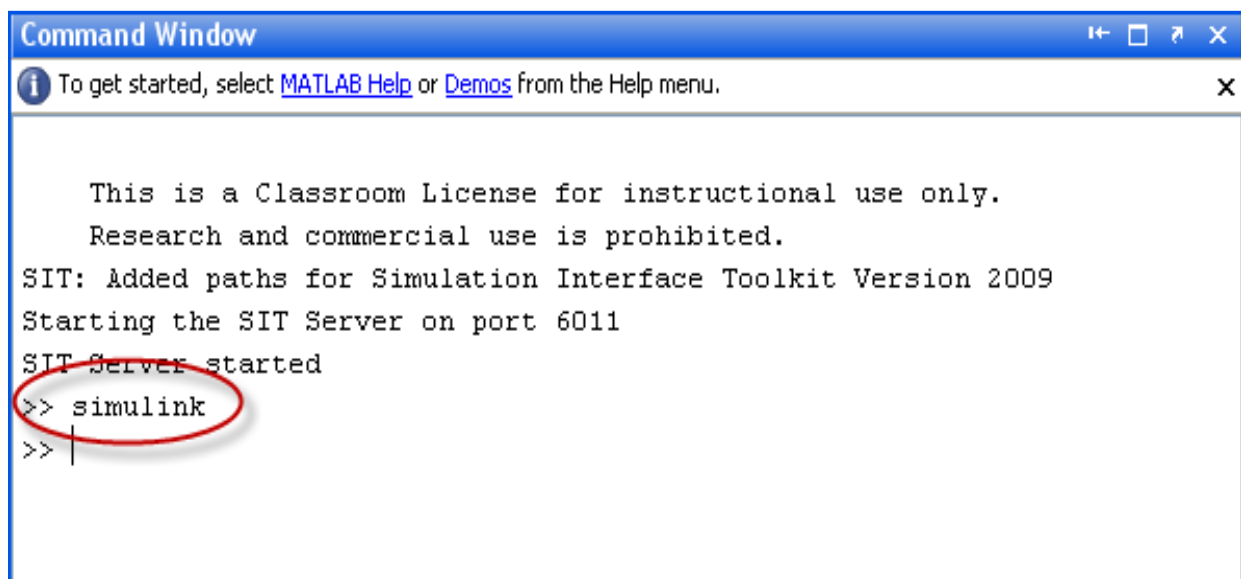 Command Window
To get started, select MATLAB Help or Demos from the Help menu.
This is a Classroom License for instructional use only.
Research and commercial use is prohibited.
SIT: Added paths for Simulation Interface Toolkit Version 2009
Starting the SIT Server on port 6011
SIT Server started
>> simulink
>>